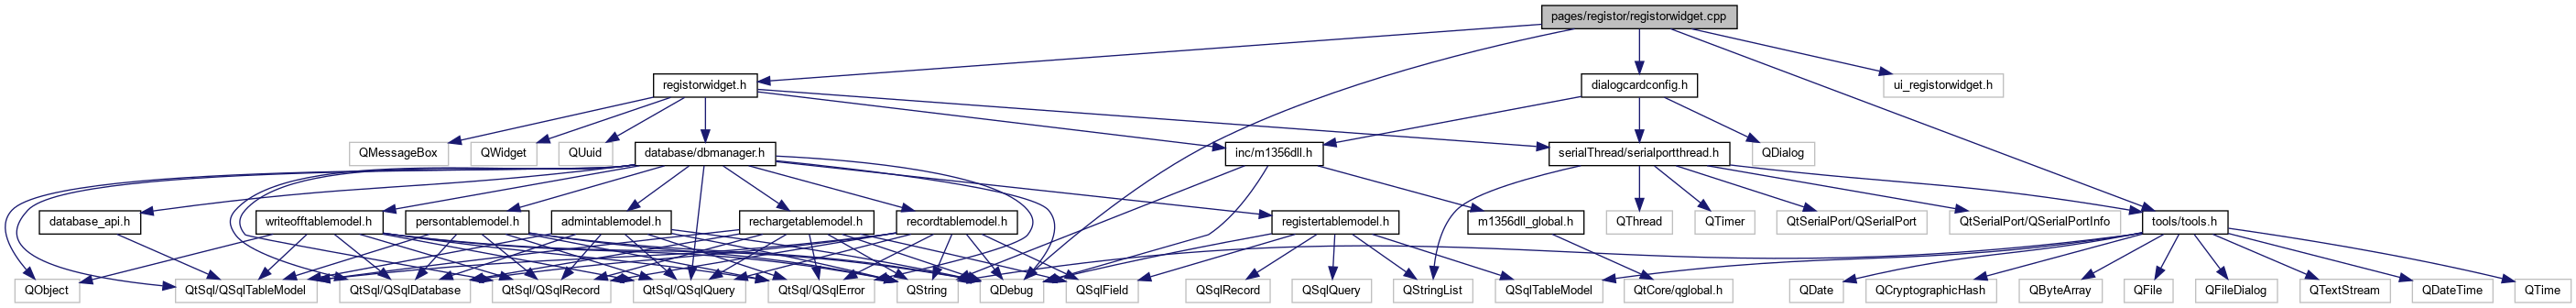 pages/registor/registorwidget.cpp
registorwidget.h
dialogcardconfig.h
ui_registorwidget.h
QMessageBox
QWidget
QUuid
database/dbmanager.h
inc/m1356dll.h
serialThread/serialportthread.h
QDialog
database_api.h
writeofftablemodel.h
persontablemodel.h
admintablemodel.h
rechargetablemodel.h
recordtablemodel.h
registertablemodel.h
m1356dll_global.h
QThread
QTimer
QtSerialPort/QSerialPort
QtSerialPort/QSerialPortInfo
tools/tools.h
QObject
QtSql/QSqlTableModel
QtSql/QSqlDatabase
QtSql/QSqlRecord
QtSql/QSqlQuery
QtSql/QSqlError
QString
QDebug
QSqlField
QSqlRecord
QSqlQuery
QStringList
QSqlTableModel
QtCore/qglobal.h
QDate
QCryptographicHash
QByteArray
QFile
QFileDialog
QTextStream
QDateTime
QTime